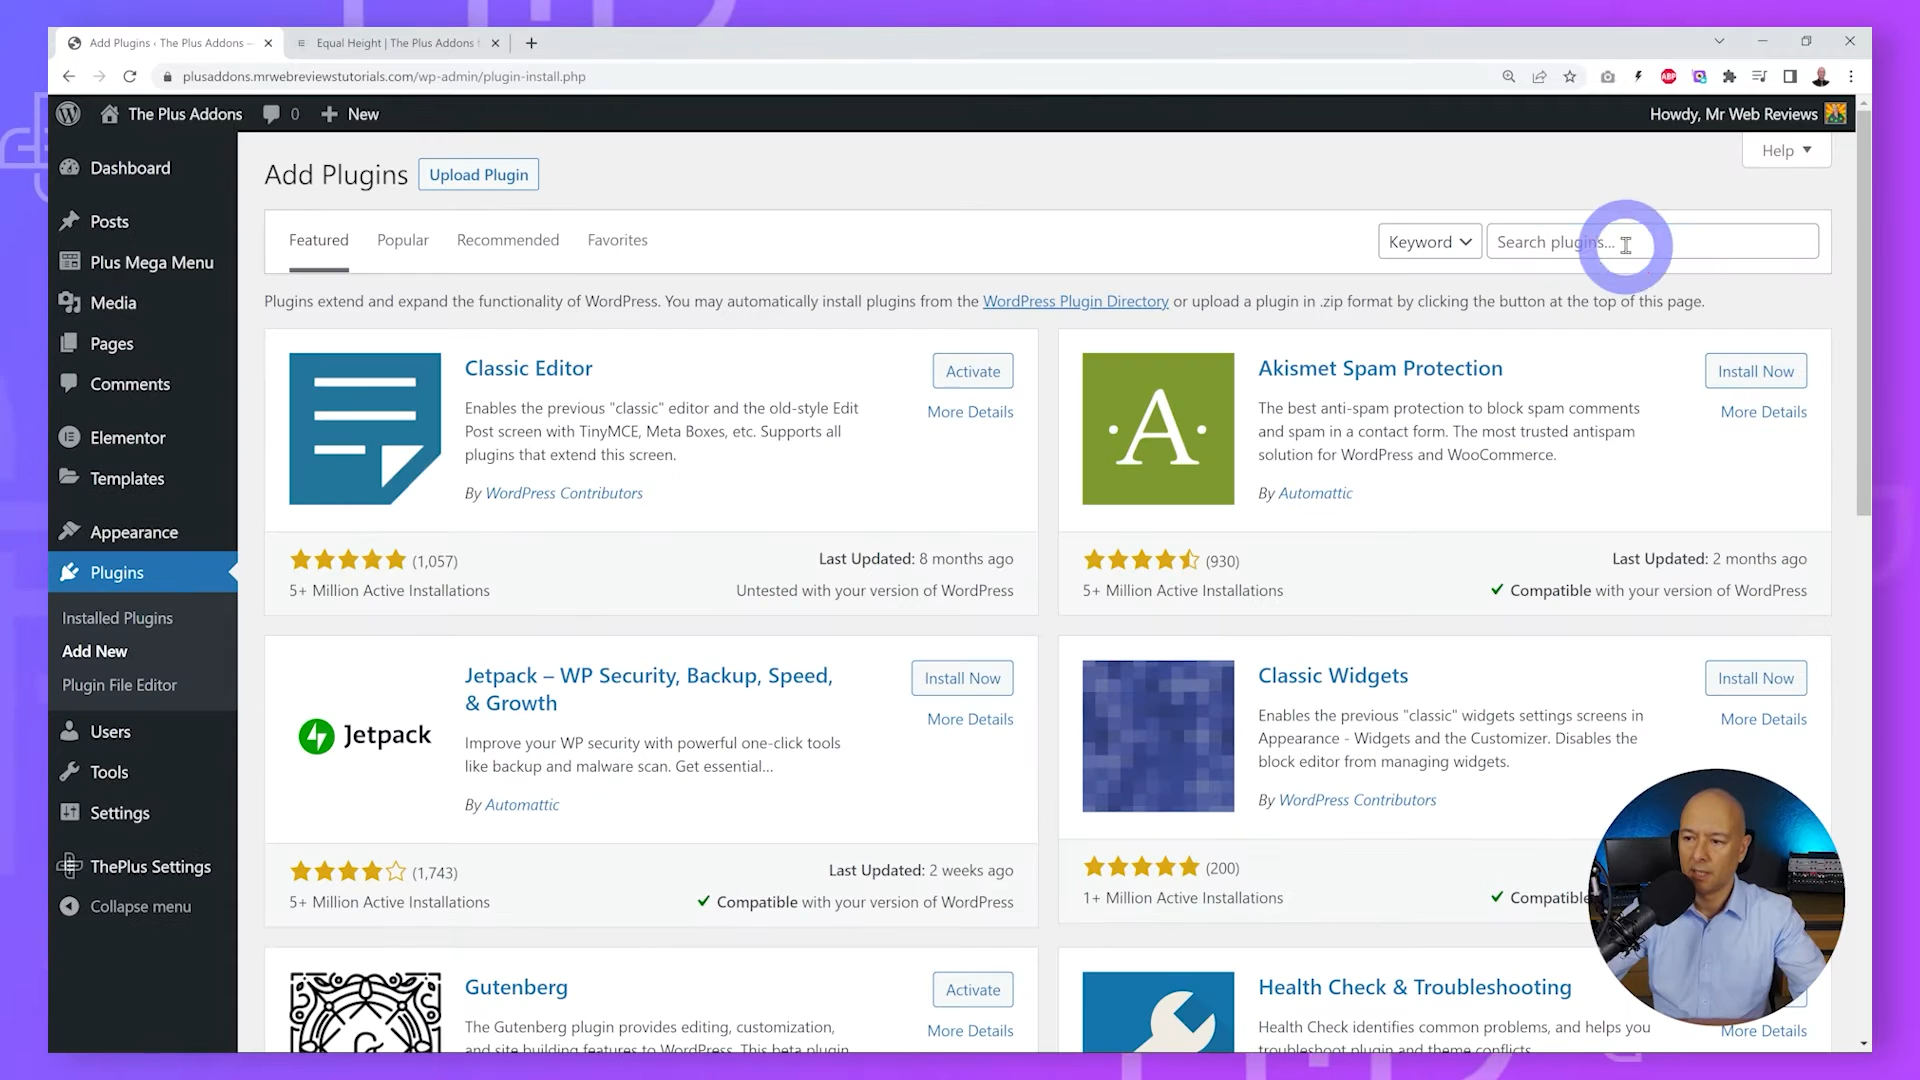 Add Plugins ‹ The Plus Addons —
Equal Height | The Plus Addons f
plusaddons.mrwebreviewstutorials.com/wp-admin/plugin-install.php
ABP
The Plus Addons
0
New
Howdy, Mr Web Reviews
Dashboard
Posts
Plus Mega Menu
Media
Pages
Comments
Elementor
Templates
Appearance
Plugins
Installed Plugins
Add New
Plugin File Editor
Users
Tools
Settings
ThePlus Settings
Collapse menu
Help
Add Plugins
Upload Plugin
Featured
Popular
Recommended
Favorites
Keyword
Search plugins...
Plugins extend and expand the functionality of WordPress. You may automatically install plugins from the WordPress Plugin Directory or upload a plugin in .zip format by clicking the button at the top of this page.
Classic Editor
Activate
More Details
Enables the previous "classic" editor and the old-style Edit
Post screen with TinyMCE, Meta Boxes, etc. Supports all
plugins that extend this screen.
By WordPress Contributors
(1,057)
Last Updated: 8 months ago
5+ Million Active Installations
Untested with your version of WordPress
A
Akismet Spam Protection
Install Now
More Details
The best anti-spam protection to block spam comments
and spam in a contact form. The most trusted antispam
solution for WordPress and WooCommerce.
By Automattic
(930)
Last Updated: 2 months ago
5+ Million Active Installations
Compatible with your version of WordPress
Jetpack
Jetpack – WP Security, Backup, Speed,
& Growth
Install Now
More Details
Improve your WP security with powerful one-click tools
like backup and malware scan. Get essential...
By Automattic
(1,743)
Last Updated: 2 weeks ago
5+ Million Active Installations
Compatible with your version of WordPress
Classic Widgets
Install Now
More Details
Enables the previous "classic" widgets settings screens in
Appearance - Widgets and the Customizer. Disables the
block editor from managing widgets.
By WordPress Contributors
(200)
1+ Million Active Installations
Compatible
Gutenberg
Activate
More Details
The Gutenberg plugin provides editing, customization,
and site building features to WordPress. This beta plugin
Health Check & Troubleshooting
More Details
Health Check identifies common problems, and helps you
troubleshoot plugin and theme conflicts.